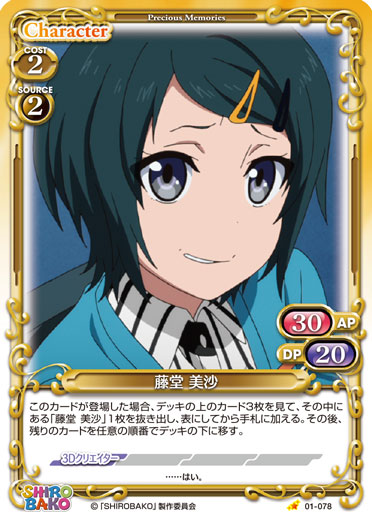 Precious Memories
Character
COST
2
SOURCE
2
30 AP
DP 20
藤堂 美沙
このカードが登場した場合、デッキの上のカード3枚を見て、その中に
ある「藤堂 美沙」1枚を抜き出し、表にしてから手札に加える。その後、
残りのカードを任意の順番でデッキの下に移す。
3Dクリエイター
……はい。
SHIRO
BAKO
©「SHIROBAKO」製作委員会
01-078